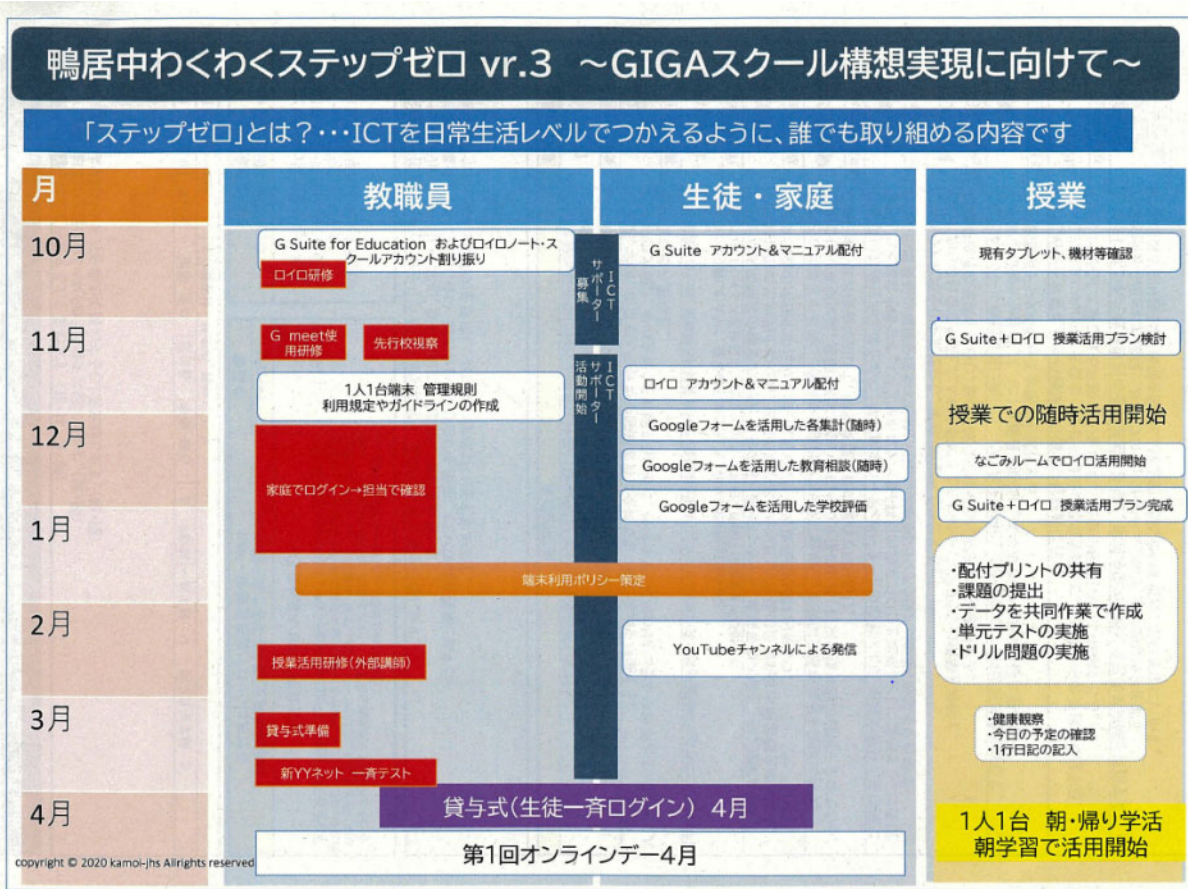 鴨居中わくわくステップゼロ vr.3 ～GIGAスクール構想実現に向けて～
「ステップゼロ」とは？・・・ICTを日常生活レベルでつかえるように、誰でも取り組める内容です
月
教職員
生徒・家庭
授業
10月
G Suite for Education およびロイロノート・ス
クールアカウント割り振り
ロイロ研修
ICT
サポーター
募集
G Suite アカウント＆マニュアル配付
現有タブレット、機材等確認
11月
G meet使
用研修
先行校視察
G Suite＋ロイロ 授業活用プラン検討
1人1台端末 管理規則
利用規定やガイドラインの作成
ICT
サポーター
活動開始
ロイロ アカウント＆マニュアル配付
12月
Googleフォームを活用した各集計(随時)
授業での随時活用開始
家庭でログイン→担当で確認
Googleフォームを活用した教育相談(随時)
なごみルームでロイロ活用開始
Googleフォームを活用した学校評価
G Suite＋ロイロ 授業活用プラン完成
1月
端末利用ポリシー策定
・配付プリントの共有
・課題の提出
・データを共同作業で作成
・単元テストの実施
・ドリル問題の実施
2月
授業活用研修(外部講師)
YouTubeチャンネルによる発信
3月
貸与式準備
・健康観察
・今日の予定の確認
・1行日記の記入
新YYネット 一斉テスト
4月
貸与式(生徒一斉ログイン) 4月
第1回オンラインデー4月
1人1台 朝・帰り学活
朝学習で活用開始
copyright © 2020 kamoi-jhs Allrights reserved